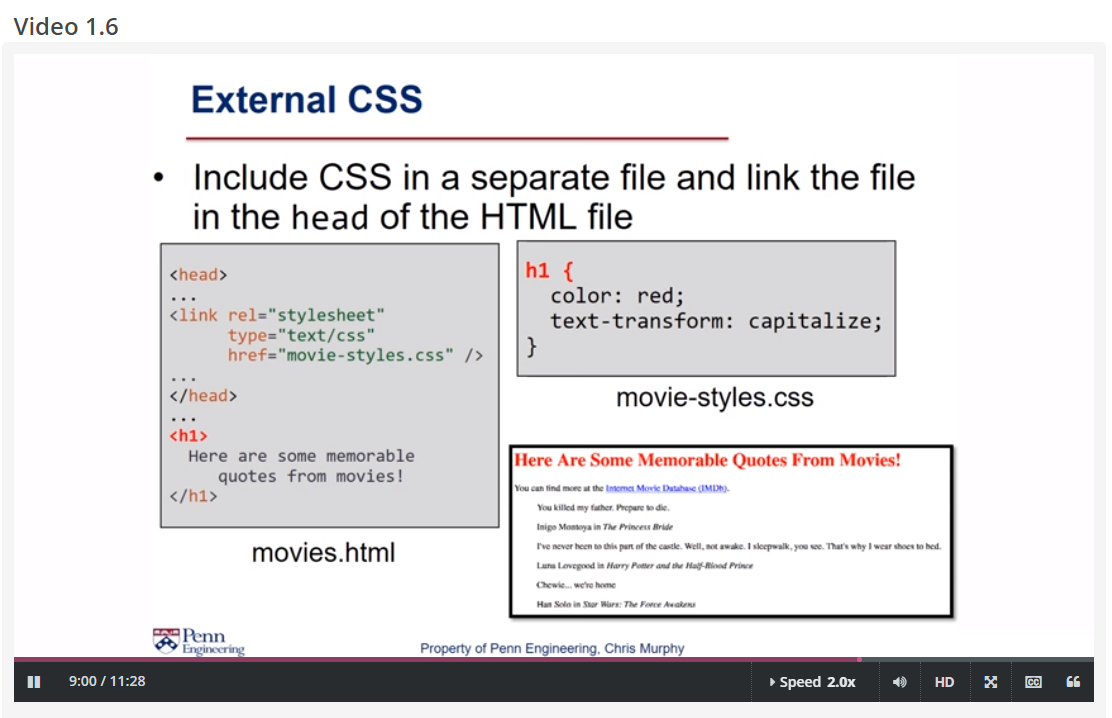 Video 1.6
External CSS
• Include CSS in a separate file and link the file
in the head of the HTML file
<head>
...
<link rel="stylesheet"
type="text/css"
href="movie-styles.css" />
...
</head>
...
<h1>
Here are some memorable
quotes from movies!
</h1>
movies.html
h1 {
color: red;
text-transform: capitalize;
}
movie-styles.css
Here Are Some Memorable Quotes From Movies!
You can find more at the Internet Movie Database (IMDb).
You killed my father. Prepare to die.
Inigo Montoya in The Princess Bride
I've never been to this part of the castle. Well, not awake. I sleepwalk, you see. That's why I wear shoes to bed.
Luna Lovegood in Harry Potter and the Half-Blood Prince
Chewie... we're home
Han Solo in Star Wars: The Force Awakens
Penn
Engineering
Property of Penn Engineering, Chris Murphy
9:00 / 11:28
Speed 2.0x
HD
CC